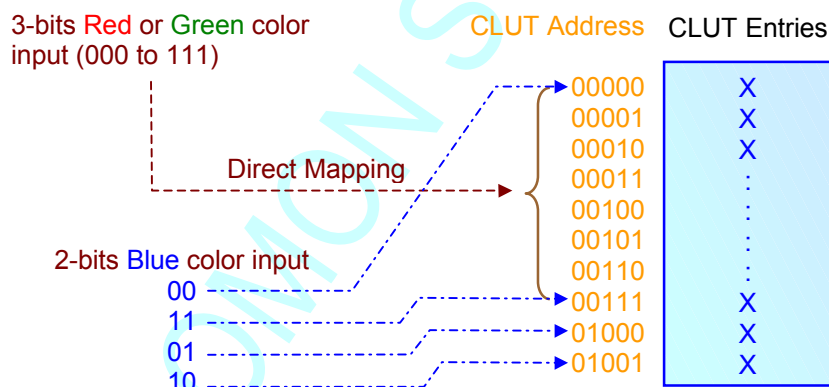 3-bits Red or Green color
input (000 to 111)
CLUT Address
CLUT Entries
00000
X
00001
X
00010
X
Direct Mapping
00011
:
00100
:
00101
:
2-bits Blue color input
00110
:
00
00111
X
11
01000
X
01
01001
X
10
OMON S